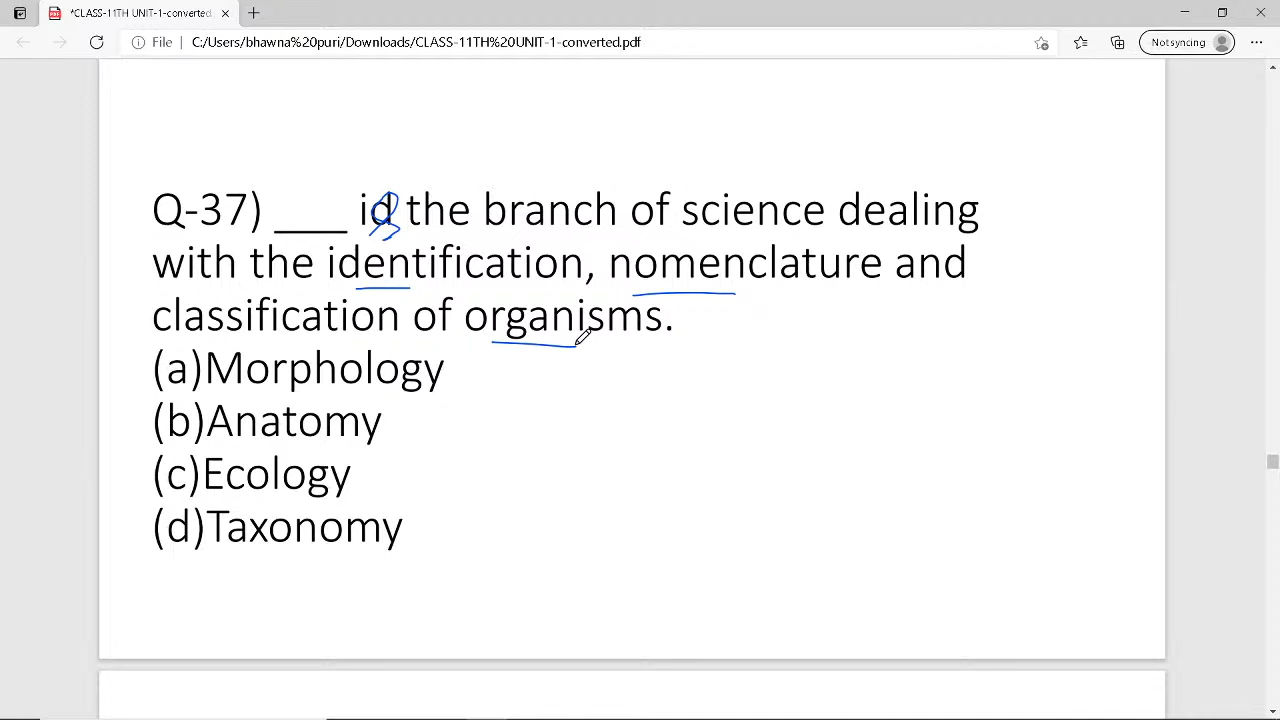 *CLASS-11TH UNIT-1-converted
File | C:/Users/bhawna%20puri/Downloads/CLASS-11TH%20UNIT-1-converted.pdf
Not syncing
Q-37) ____ id the branch of science dealing
with the identification, nomenclature and
classification of organisms.
(a)Morphology
(b)Anatomy
(c)Ecology
(d)Taxonomy